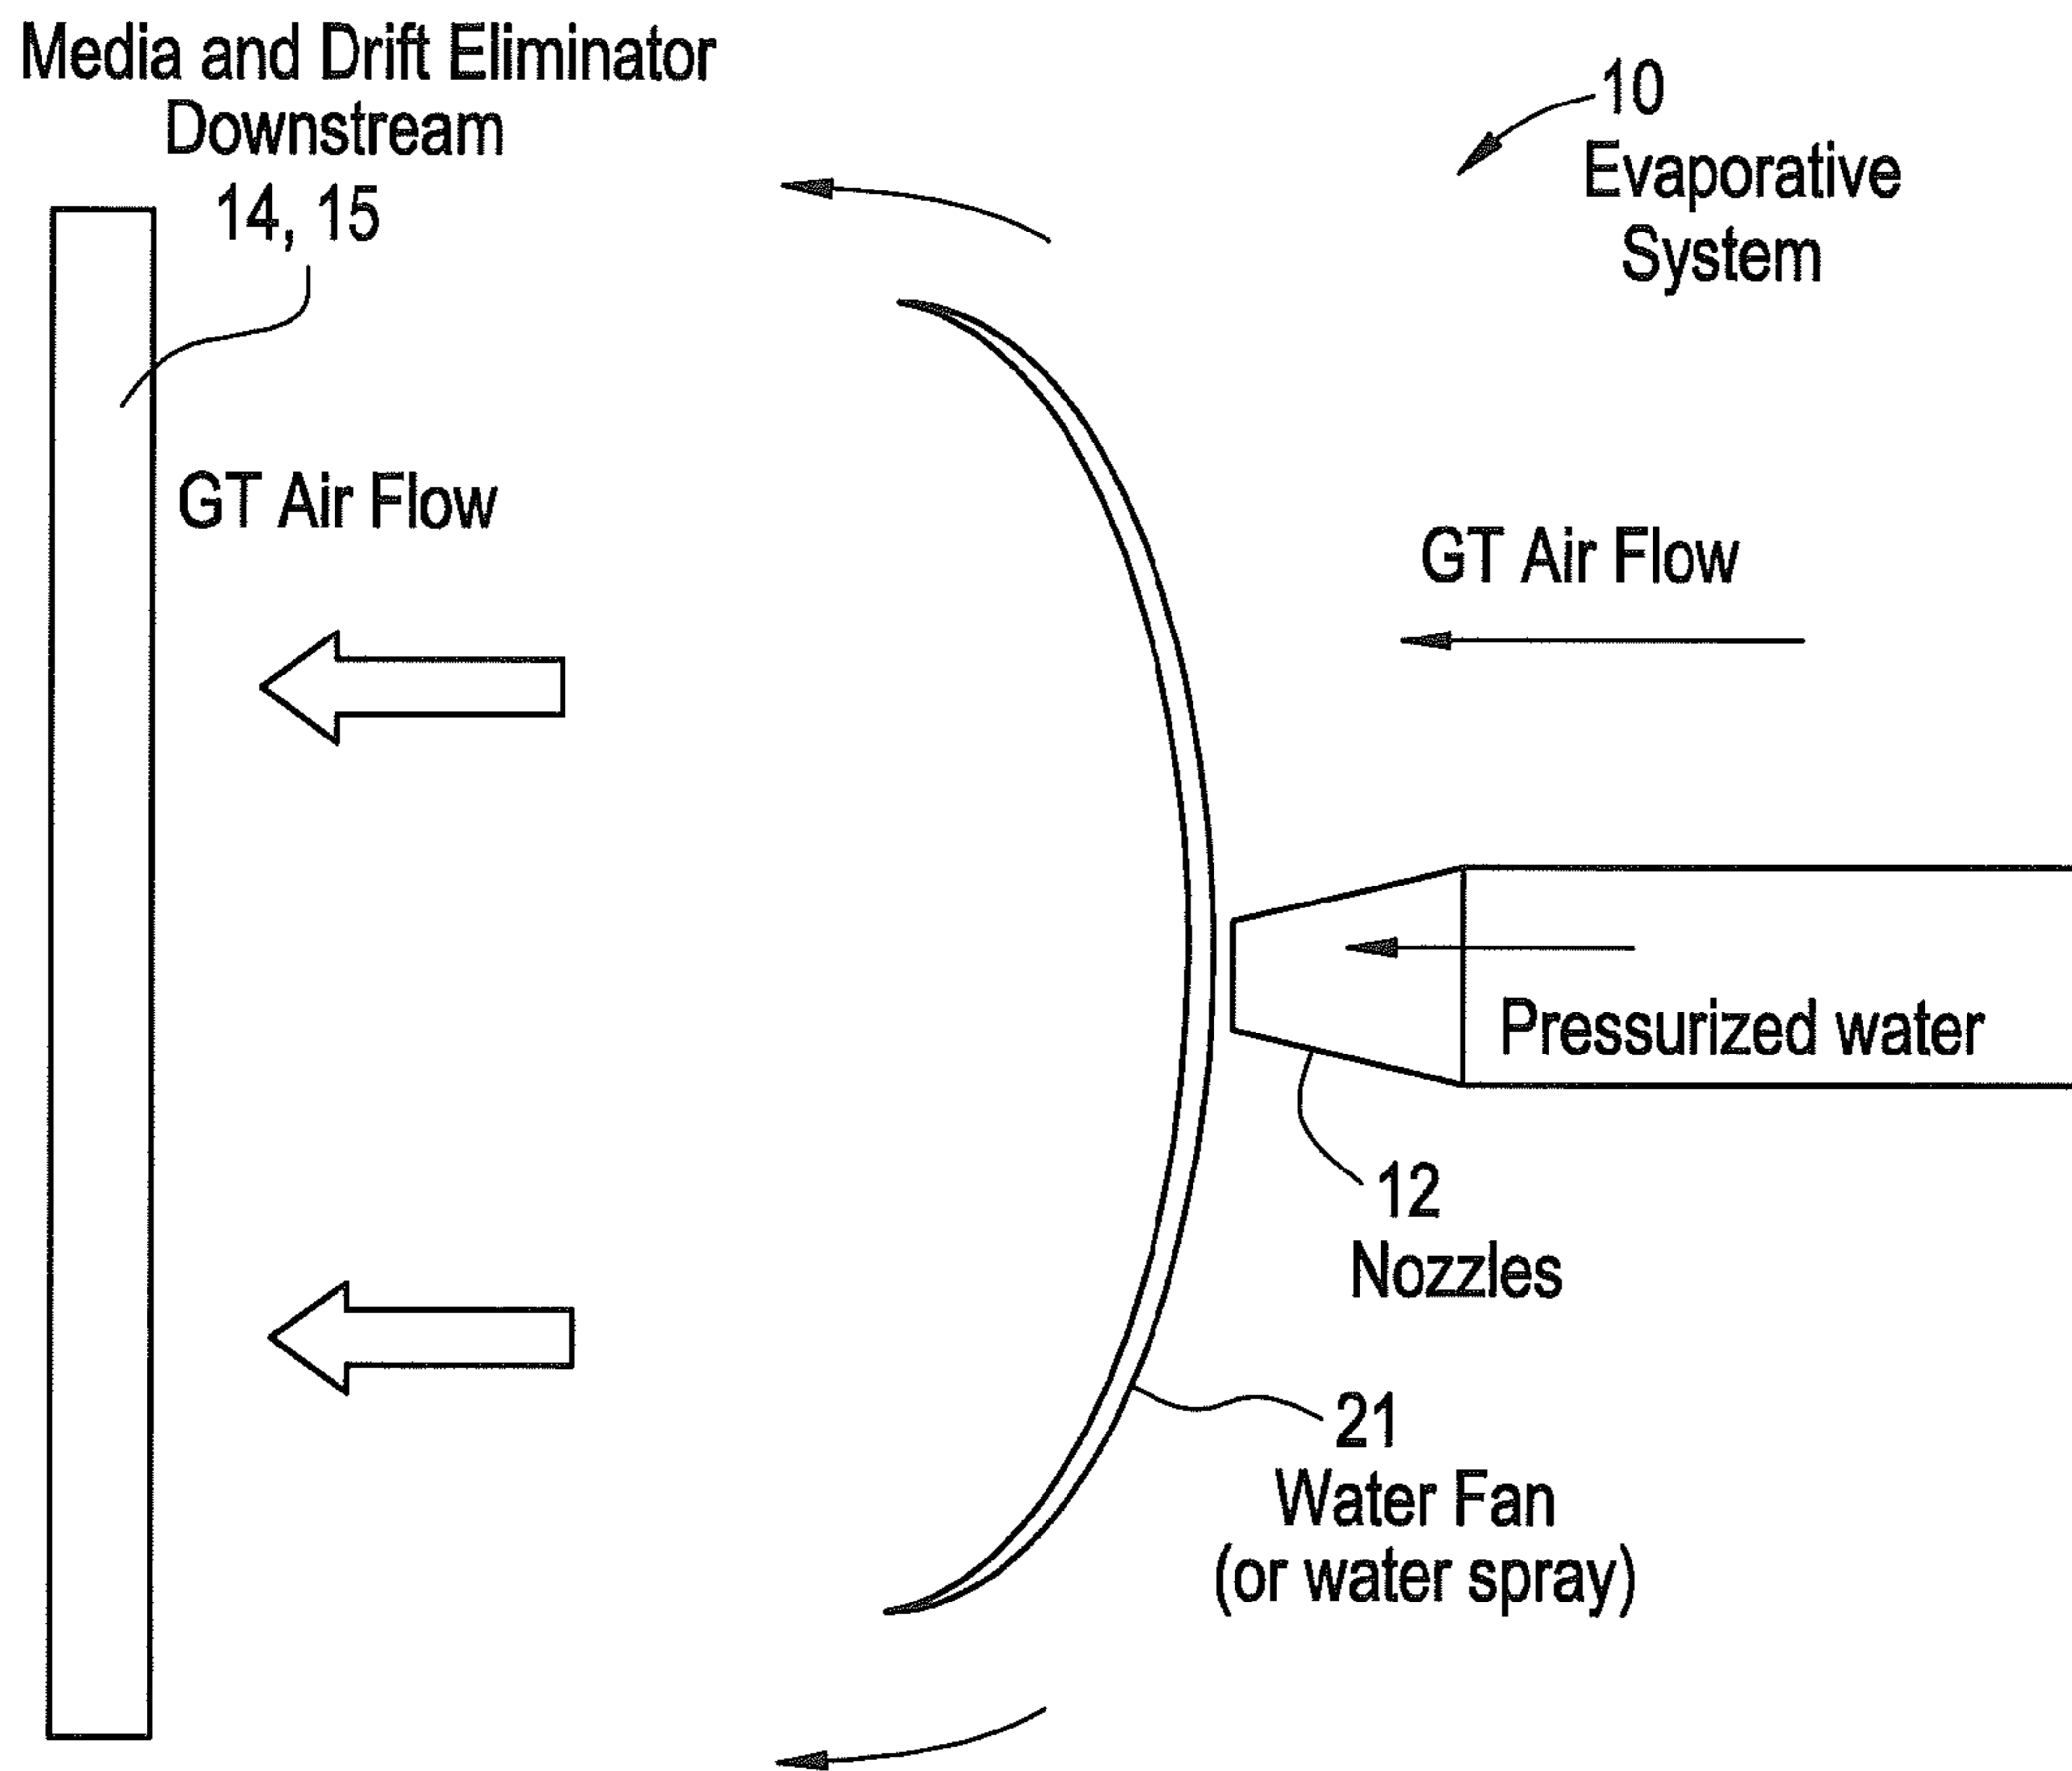 Media and Drift Eliminator
Downstream
14, 15
10
Evaporative
System
GT Air Flow
GT Air Flow
Pressurized water
12
Nozzles
21
Water Fan
(or water spray)